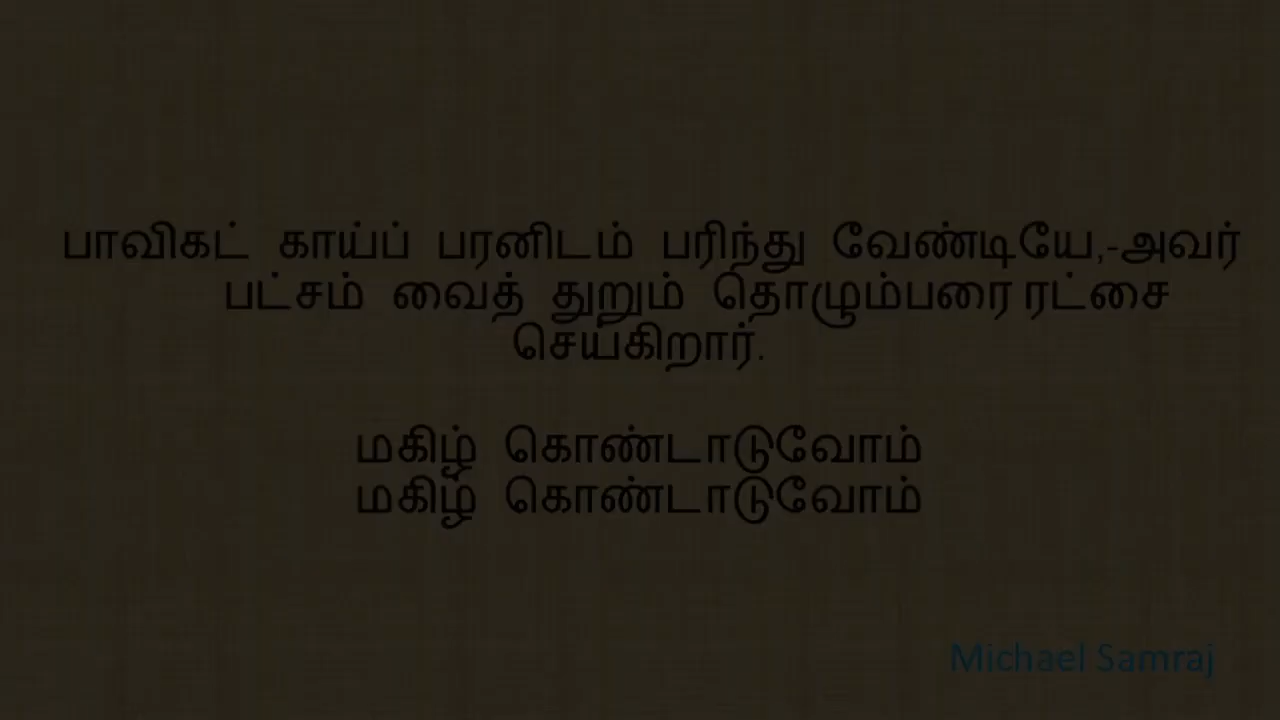 பாவிகட் காய்ப் பரனிடம் பரிந்து வேண்டியே,-அவர்
பட்சம் வைத் துறும் தொழும்பரை ரட்சை
செய்கிறார்.
மகிழ் கொண்டாடுவோம்
மகிழ் கொண்டாடுவோம்
Michael Samraj